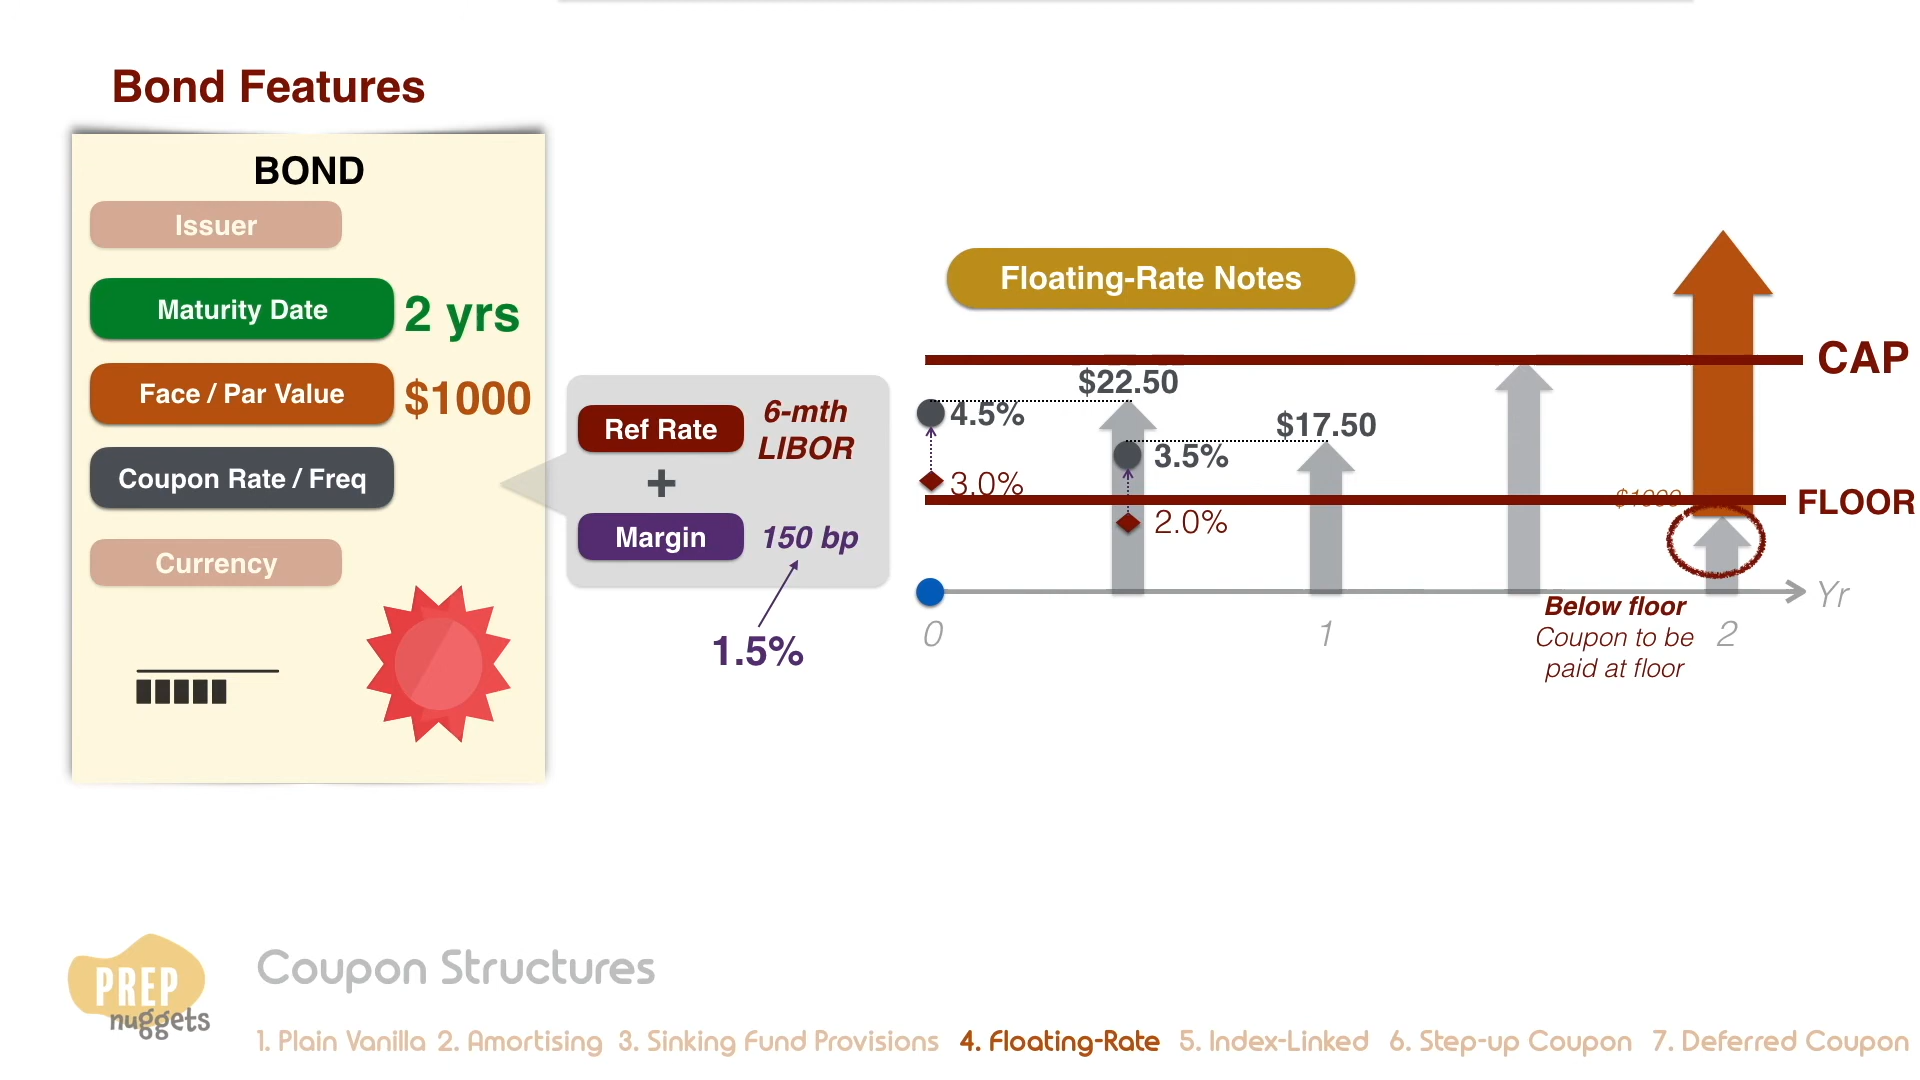 Bond Features
BOND
Issuer
Maturity Date 2 yrs
Face / Par Value $1000
Coupon Rate / Freq
Currency
Ref Rate
6-mth
LIBOR
+
Margin 150 bp
1.5%
Floating-Rate Notes
CAP
$22.50
4.5%
$17.50
3.5%
3.0%
$1000
FLOOR
2.0%
Yr
0
1
2
Below floor
Coupon to be
paid at floor
PREP
nuggets
Coupon Structures
1. Plain Vanilla 2. Amortising 3. Sinking Fund Provisions 4. Floating-Rate 5. Index-Linked 6. Step-up Coupon 7. Deferred Coupon